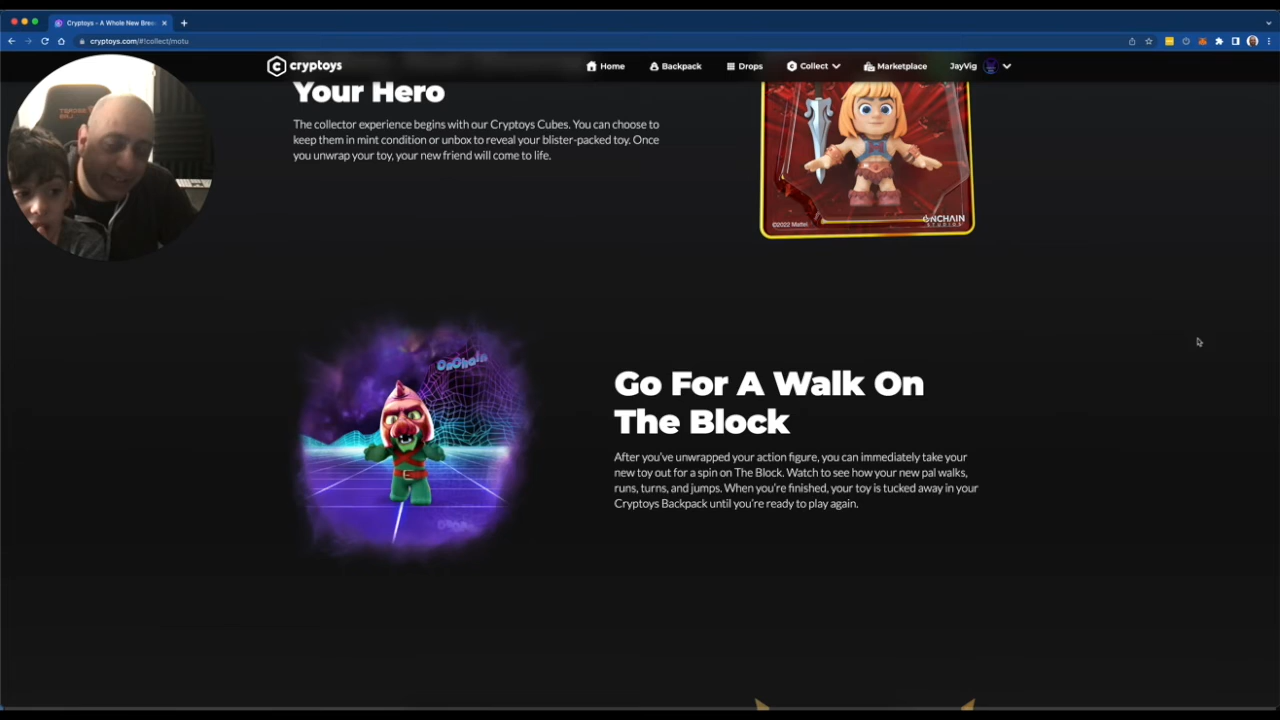 Cryptoys - A Whole New Bree
cryptoys.com/#!collect/motu
cryptoys
Home
Backpack
Drops
Collect
Marketplace
JayVig
Your Hero
The collector experience begins with our Cryptoys Cubes. You can choose to
keep them in mint condition or unbox to reveal your blister-packed toy. Once
you unwrap your toy, your new friend will come to life.
©2022 Mattel
ONCHAIN
STUDIOS
OnChain
Go For A Walk On
The Block
After you've unwrapped your action figure, you can immediately take your
new toy out for a spin on The Block. Watch to see how your new pal walks,
runs, turns, and jumps. When you're finished, your toy is tucked away in your
Cryptoys Backpack until you're ready to play again.